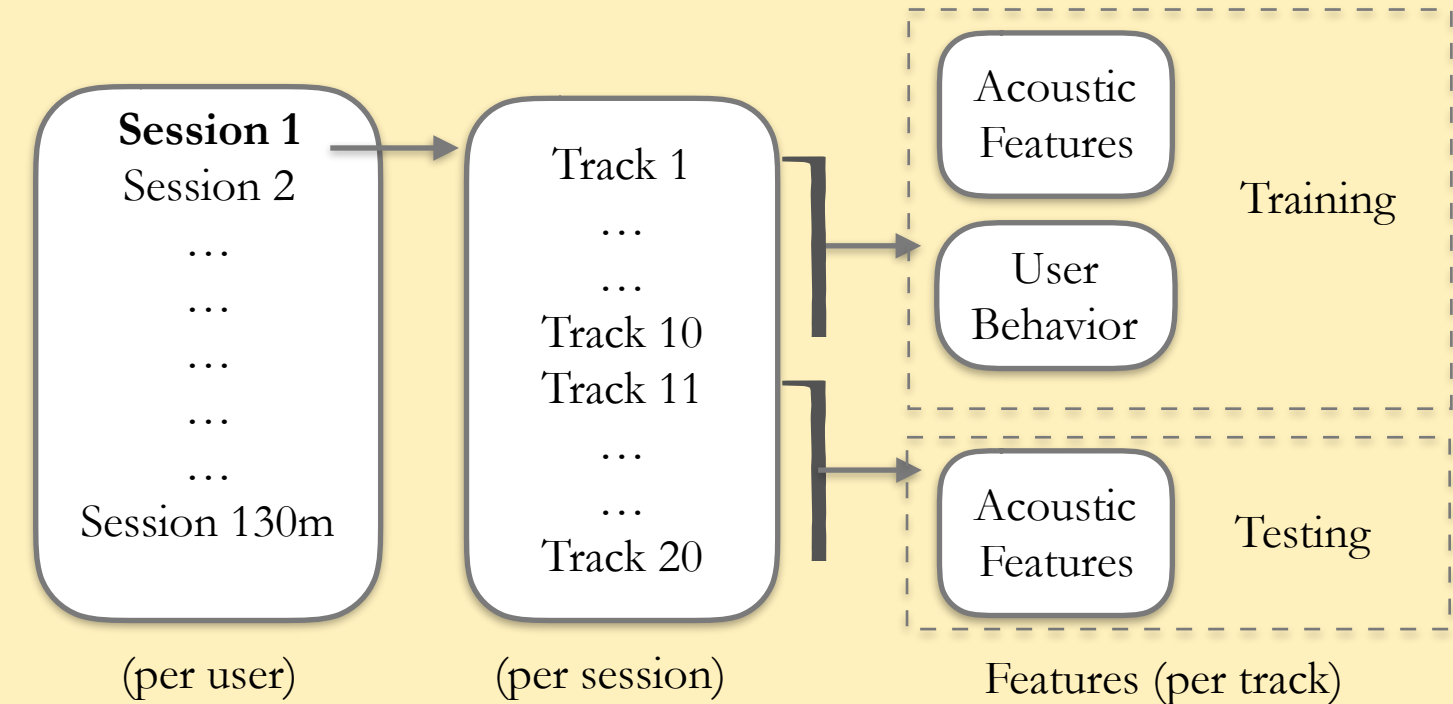 Session 1
Session 2
…
…
…
…
…
Session 130m
(per user)
Track 1
…
…
Track 10
Track 11
…
…
Track 20
(per session)
Acoustic
Features
User
Behavior
Training
Acoustic
Features
Testing
Features (per track)